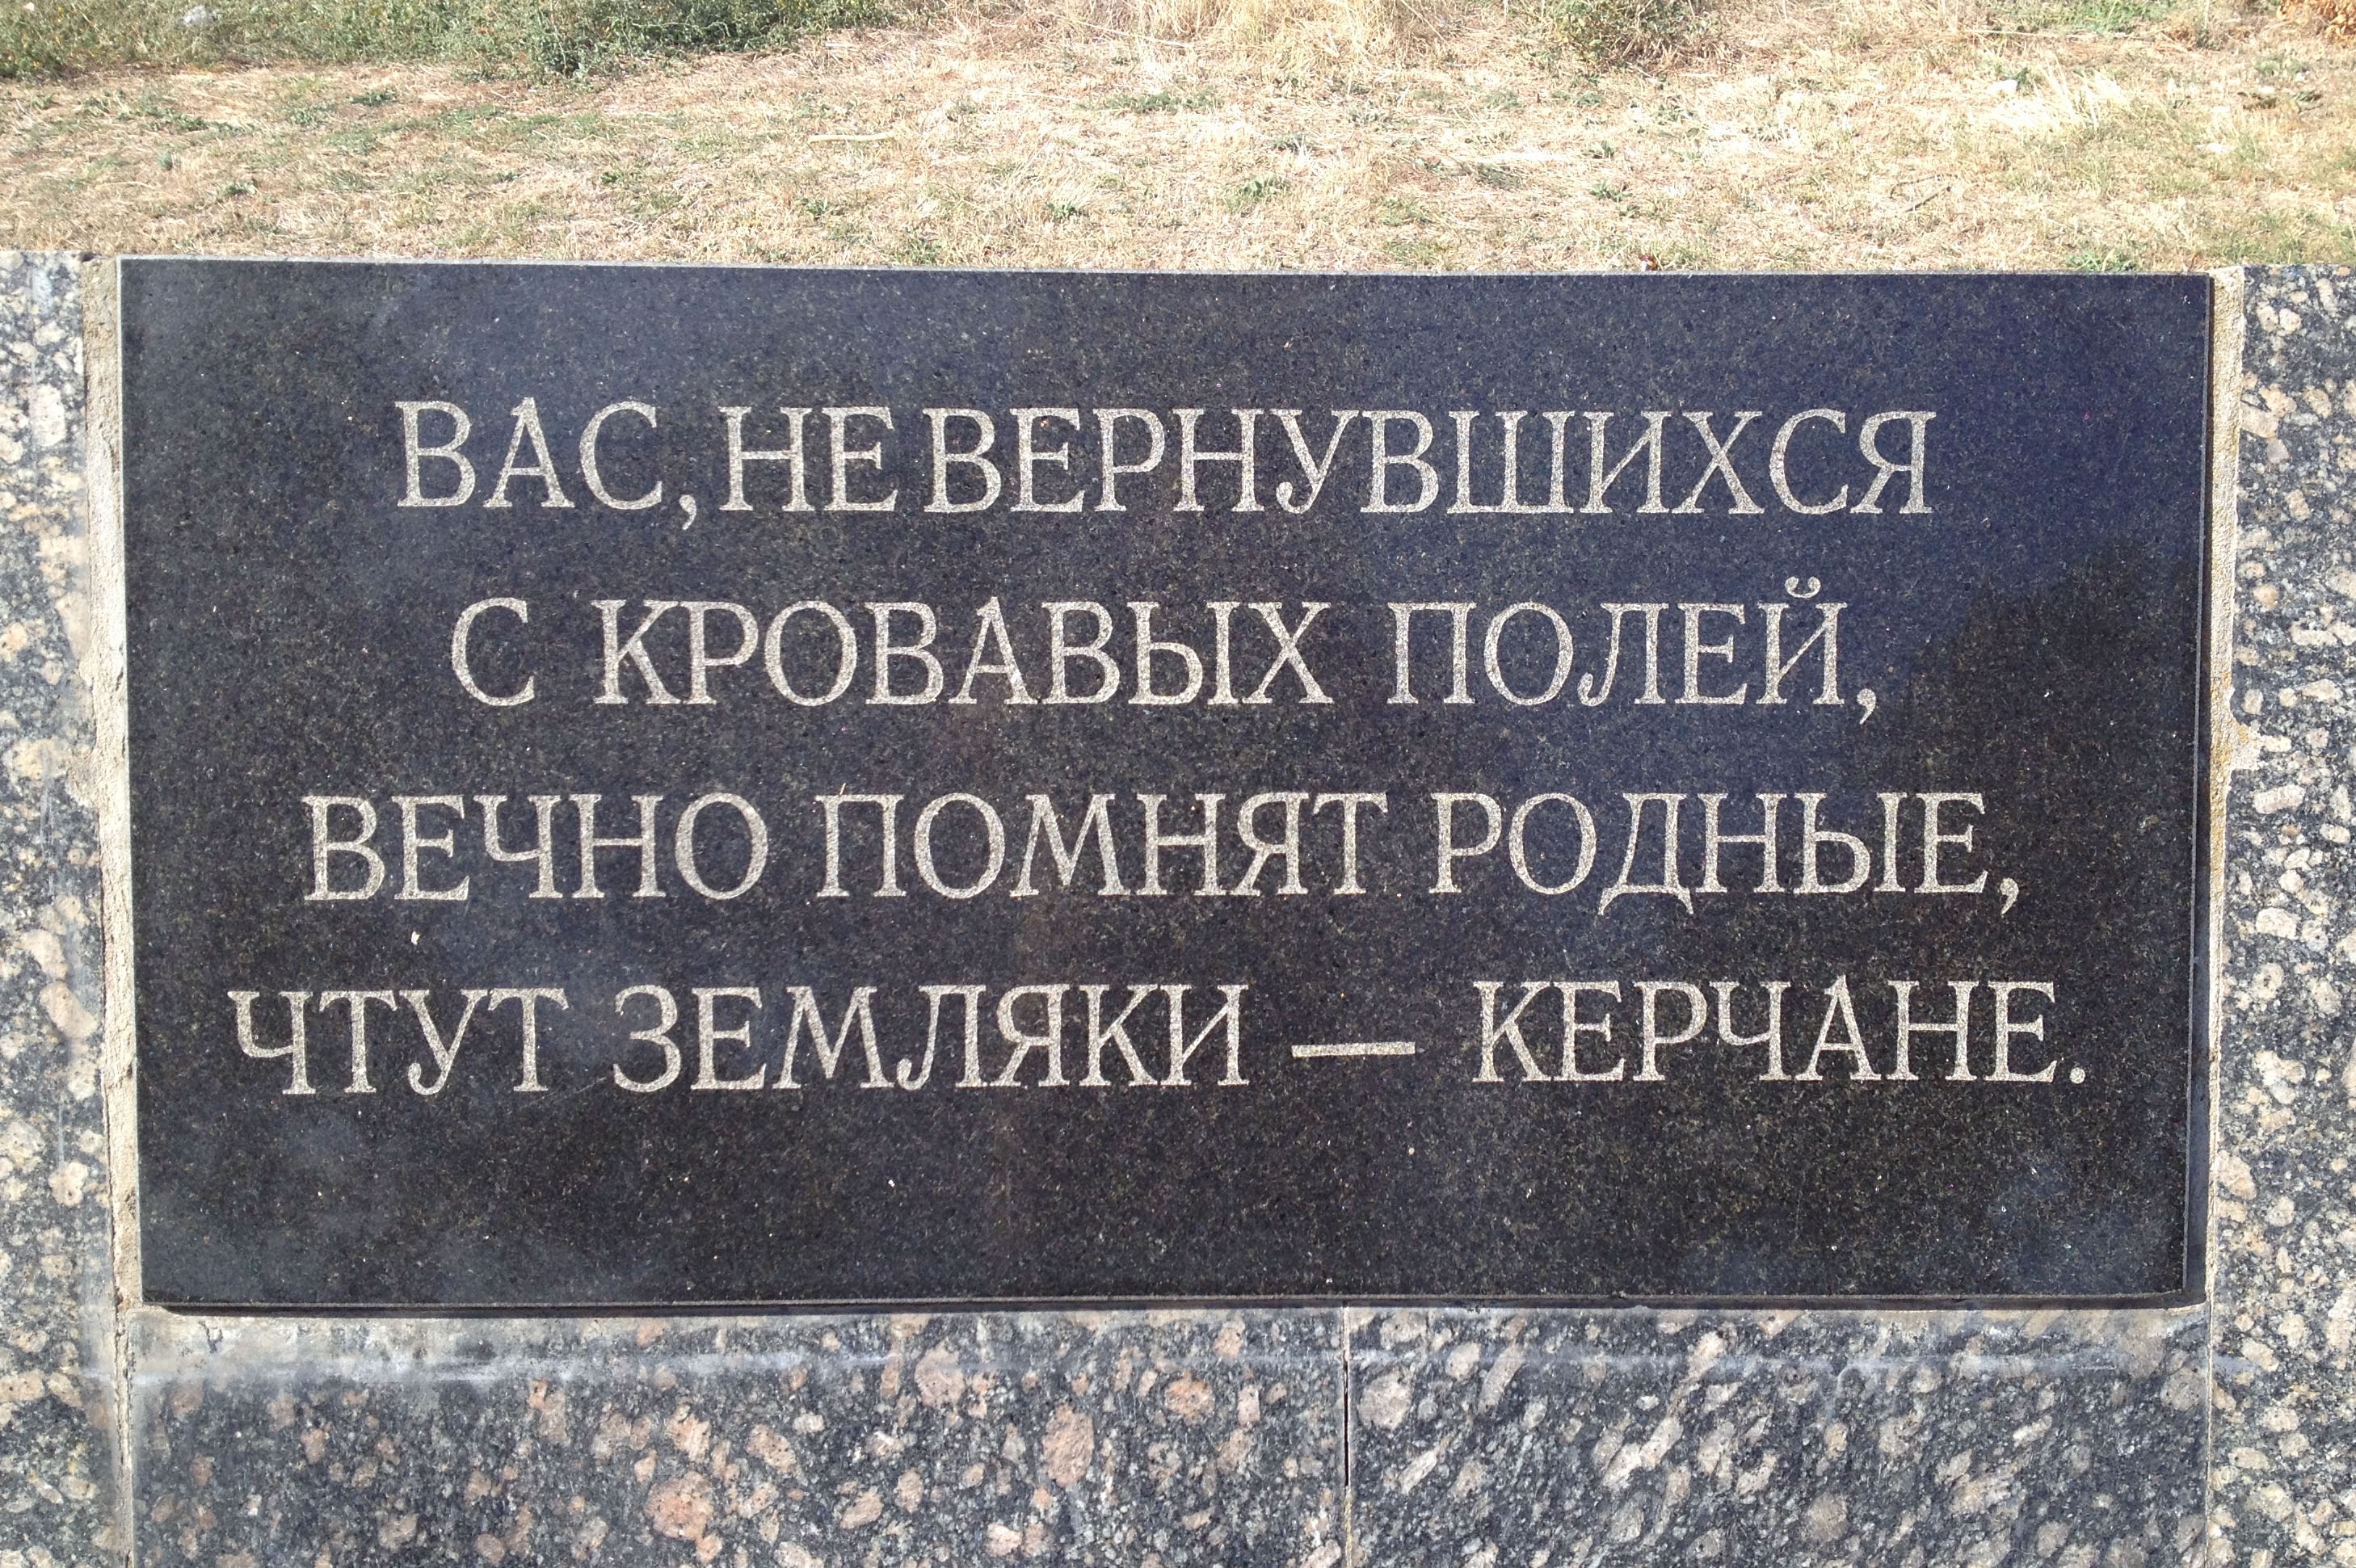 ВАС, НЕ ВЕРНУВШИХСЯ
С КРОВАВЫХ ПОЛЕЙ,
ВЕЧНО ПОМНЯТ РОДНЫЕ,
ЧТУТ ЗЕМЛЯКИ — КЕРЧАНЕ.